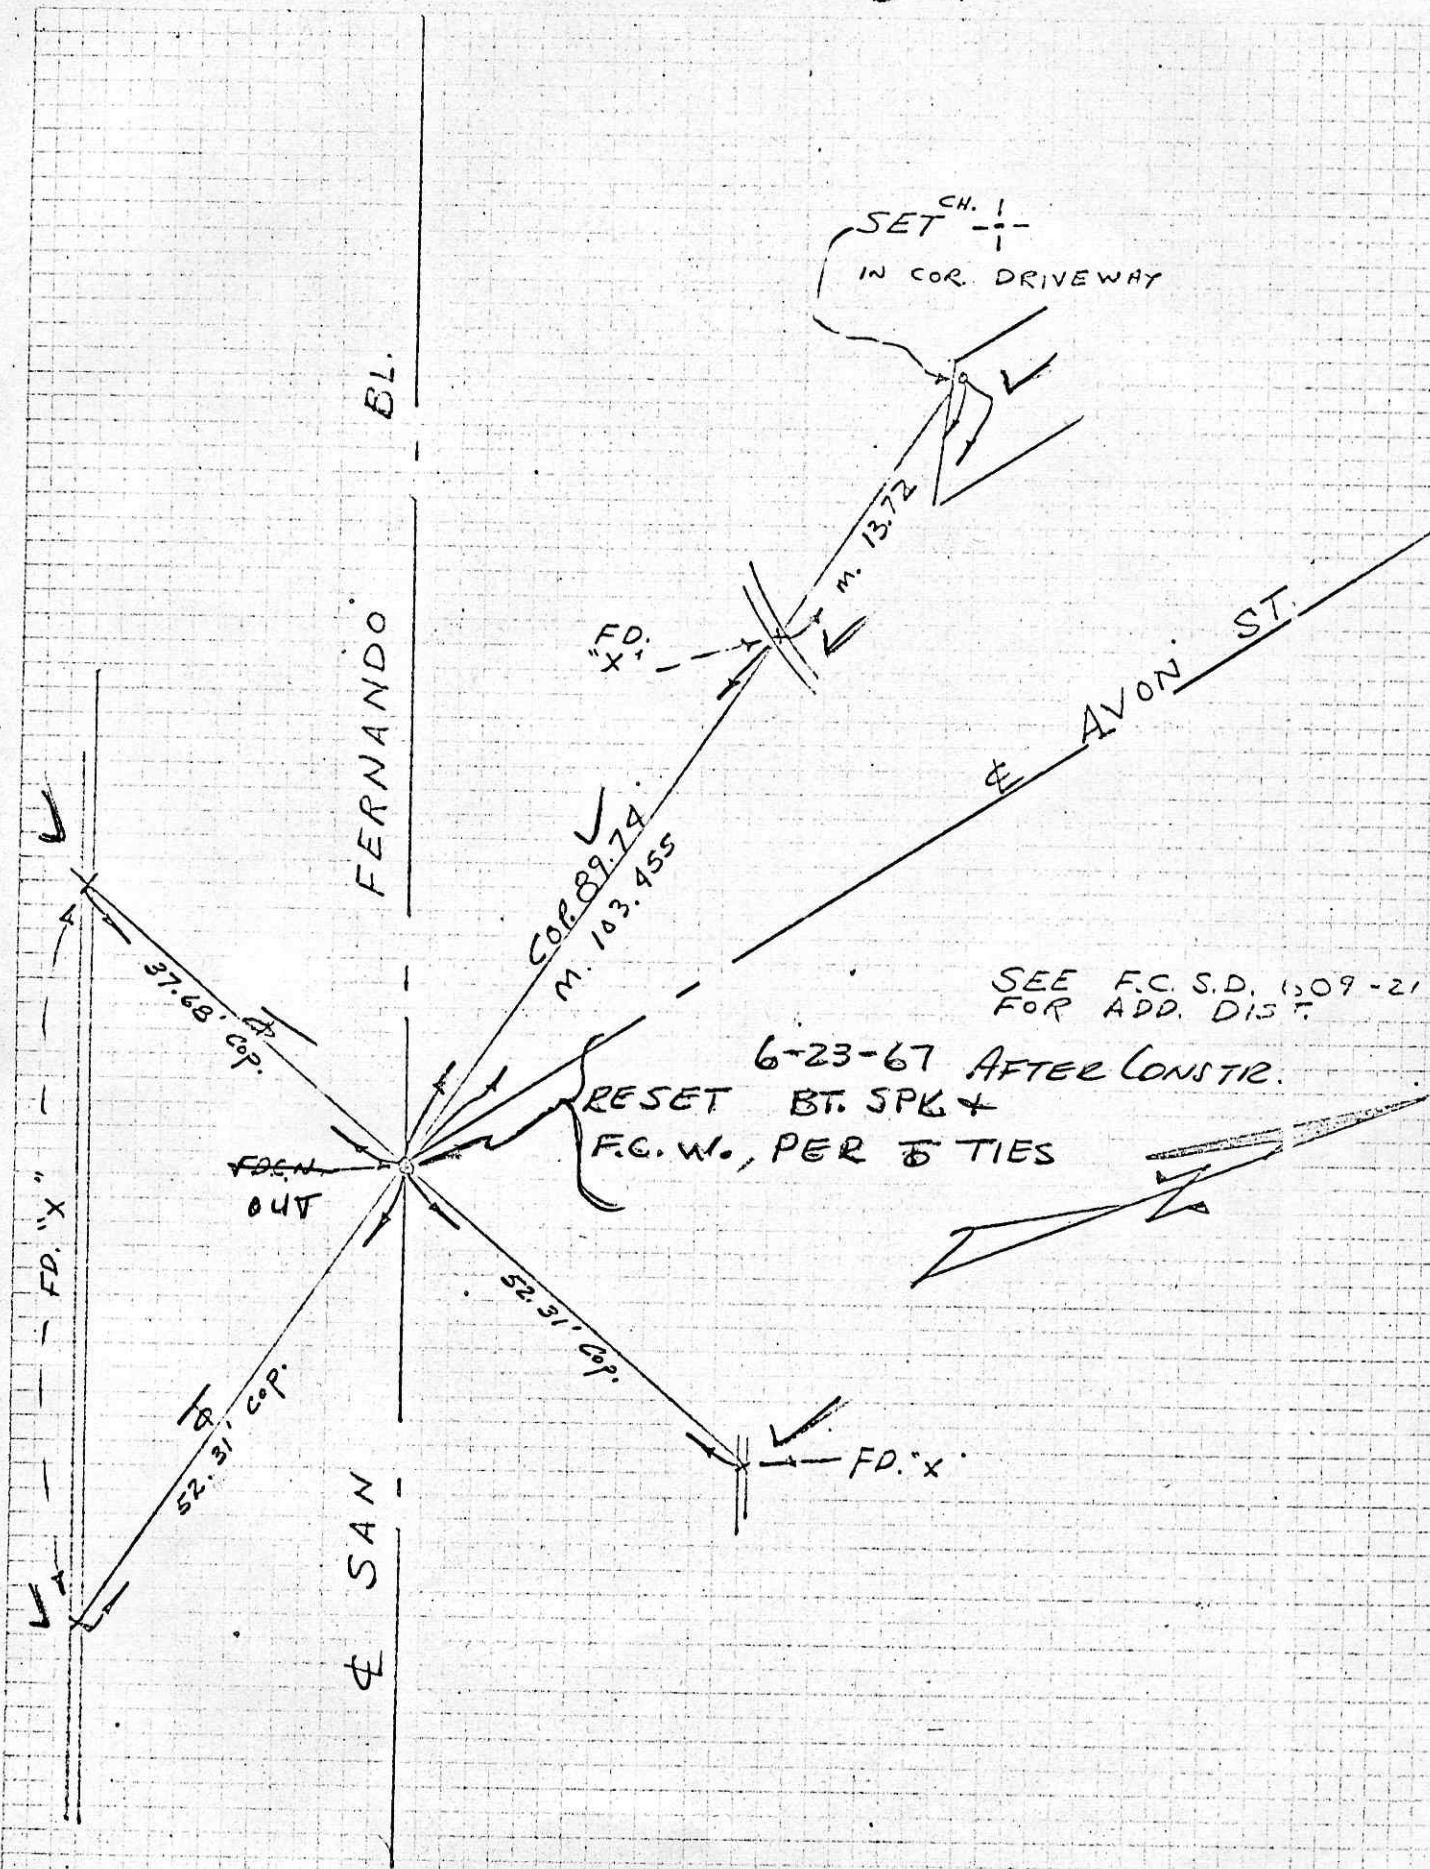 SET CH.
IN COR. DRIVEWAY
BL.
FERNANDO
℄ SAN
m. 13.72
FD.
"X"
℄ AVON ST.
COP. 89.74
m. 103.455
37.68' COP.
SEE F.C. S.D. 1509-21
FOR ADD. DIST.
6-23-67 AFTER CONSTR.
RESET BT. SPK +
F.C. W., PER TIES
FD.C.N.
OUT
FD. "X"
52.31' COP.
52.31' COP.
FD. "X"